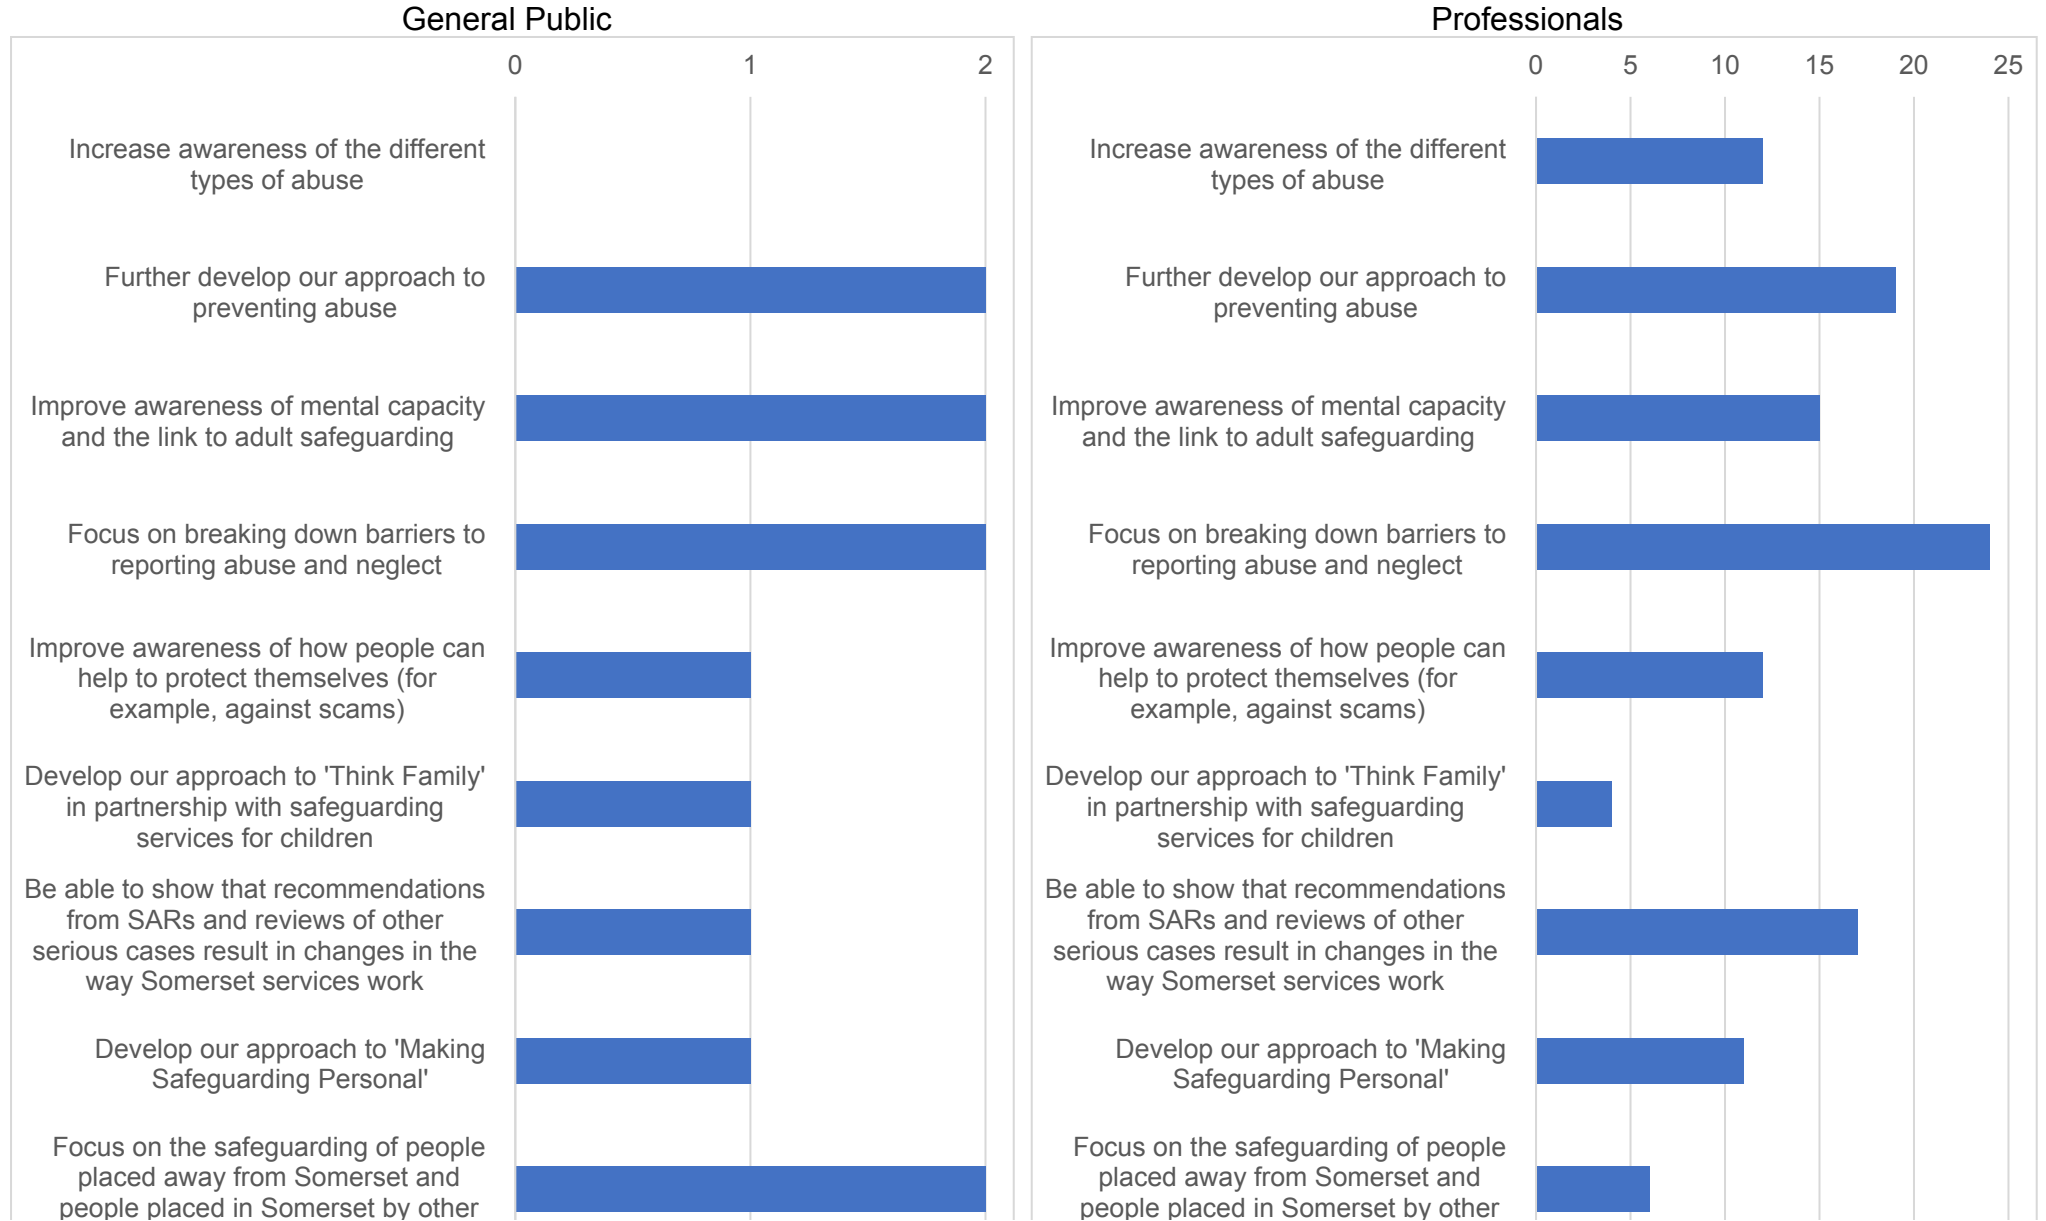 General Public
0 1 2
Increase awareness of the different
types of abuse
Further develop our approach to
preventing abuse
Improve awareness of mental capacity
and the link to adult safeguarding
Focus on breaking down barriers to
reporting abuse and neglect
Improve awareness of how people can
help to protect themselves (for
example, against scams)
Develop our approach to 'Think Family'
in partnership with safeguarding
services for children
Be able to show that recommendations
from SARs and reviews of other
serious cases result in changes in the
way Somerset services work
Develop our approach to 'Making
Safeguarding Personal'
Focus on the safeguarding of people
placed away from Somerset and
people placed in Somerset by other
Professionals
0 5 10 15 20 25
Increase awareness of the different
types of abuse
Further develop our approach to
preventing abuse
Improve awareness of mental capacity
and the link to adult safeguarding
Focus on breaking down barriers to
reporting abuse and neglect
Improve awareness of how people can
help to protect themselves (for
example, against scams)
Develop our approach to 'Think Family'
in partnership with safeguarding
services for children
Be able to show that recommendations
from SARs and reviews of other
serious cases result in changes in the
way Somerset services work
Develop our approach to 'Making
Safeguarding Personal'
Focus on the safeguarding of people
placed away from Somerset and
people placed in Somerset by other